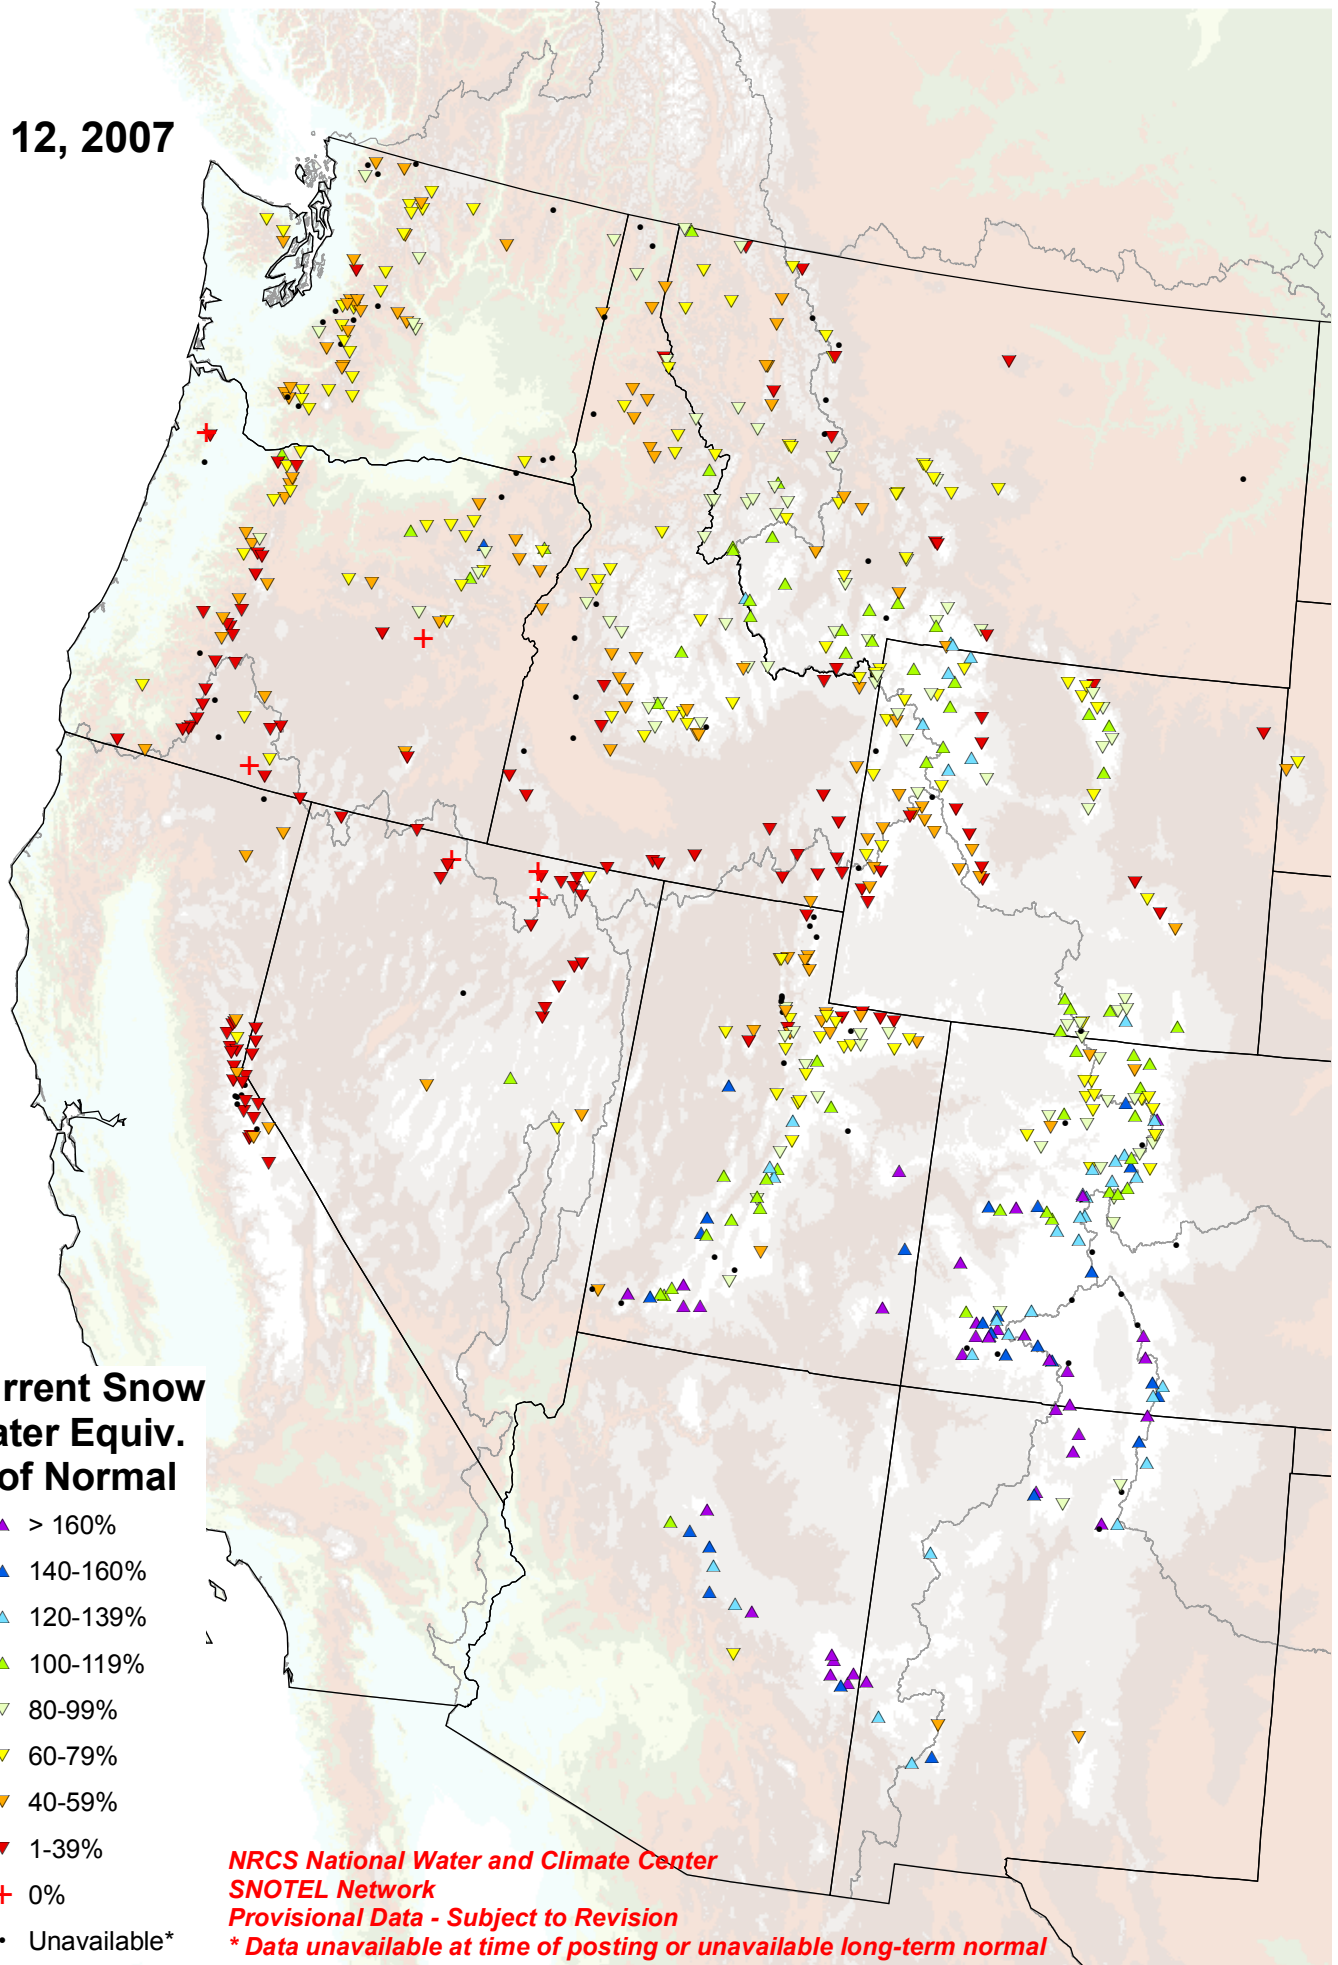 12, 2007
rrent Snow
ater Equiv.
of Normal
> 160%
140-160%
120-139%
100-119%
80-99%
60-79%
40-59%
1-39%
0%
Unavailable*
NRCS National Water and Climate Center
SNOTEL Network
Provisional Data - Subject to Revision
* Data unavailable at time of posting or unavailable long-term normal